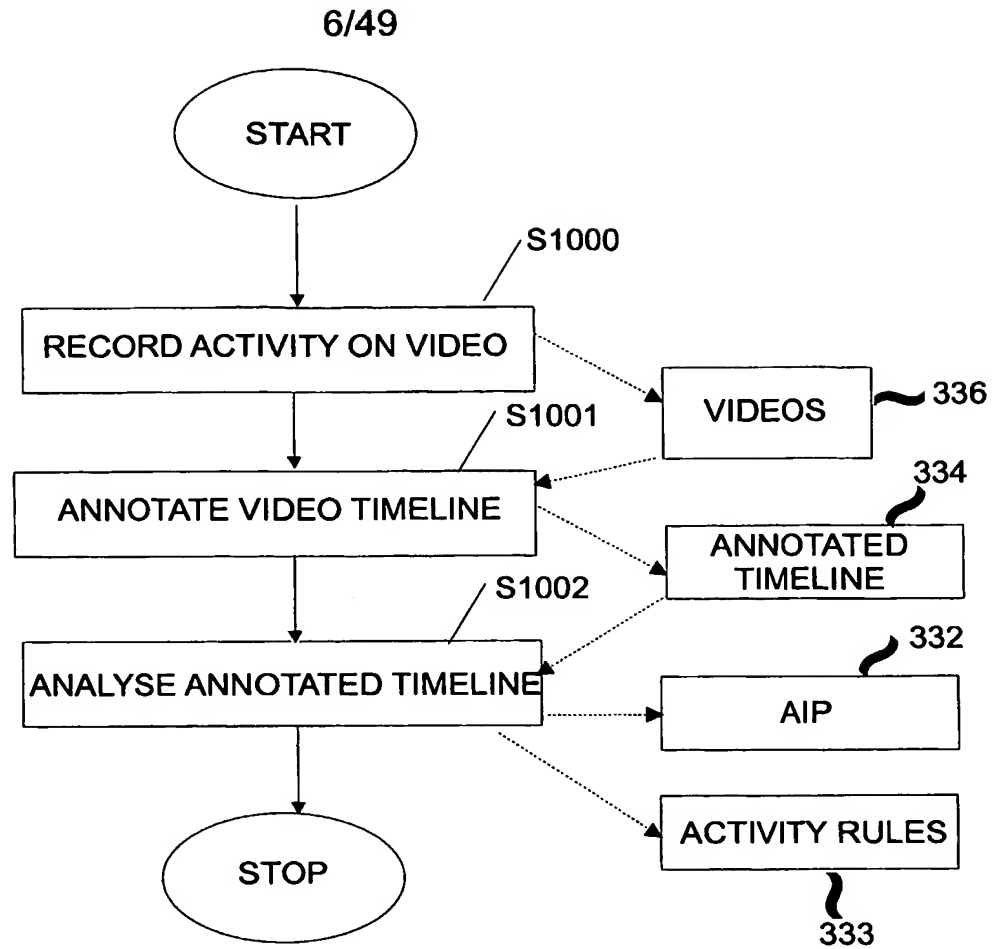 6/49
START
S1000
RECORD ACTIVITY ON VIDEO
VIDEOS
336
S1001
ANNOTATE VIDEO TIMELINE
334
ANNOTATED
TIMELINE
S1002
ANALYSE ANNOTATED TIMELINE
332
AIP
ACTIVITY RULES
333
STOP